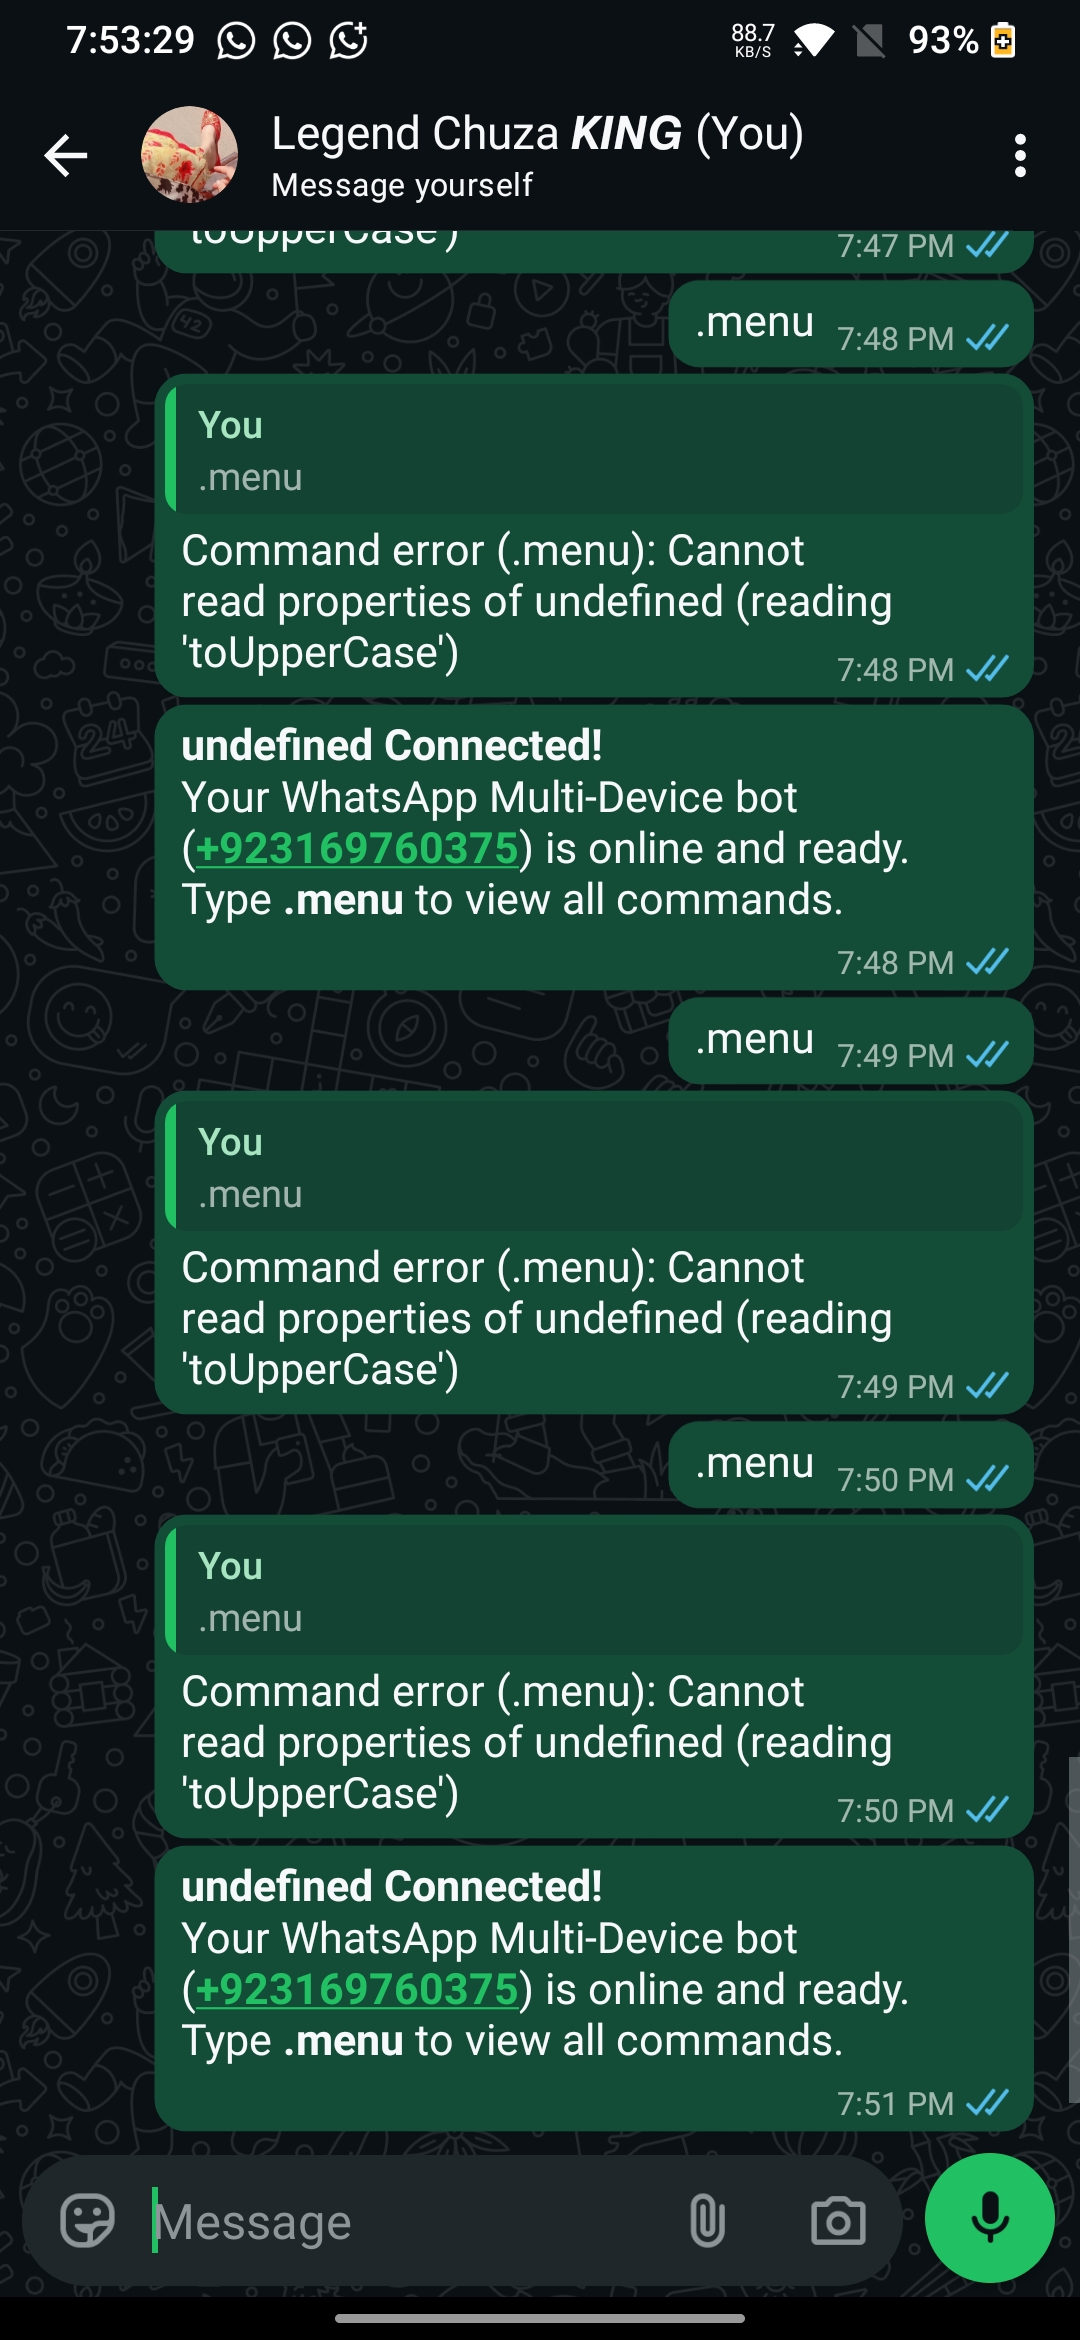 7:53:29
88.7
KB/S
93%
Legend Chuza KING (You)
Message yourself
toUpperCase')
7:47 PM
.menu
7:48 PM
You
.menu
Command error (.menu): Cannot
read properties of undefined (reading
'toUpperCase')
7:48 PM
undefined Connected!
Your WhatsApp Multi-Device bot
(+923169760375) is online and ready.
Type .menu to view all commands.
7:48 PM
.menu
7:49 PM
You
.menu
Command error (.menu): Cannot
read properties of undefined (reading
'toUpperCase')
7:49 PM
.menu
7:50 PM
You
.menu
Command error (.menu): Cannot
read properties of undefined (reading
'toUpperCase')
7:50 PM
undefined Connected!
Your WhatsApp Multi-Device bot
(+923169760375) is online and ready.
Type .menu to view all commands.
7:51 PM
Message